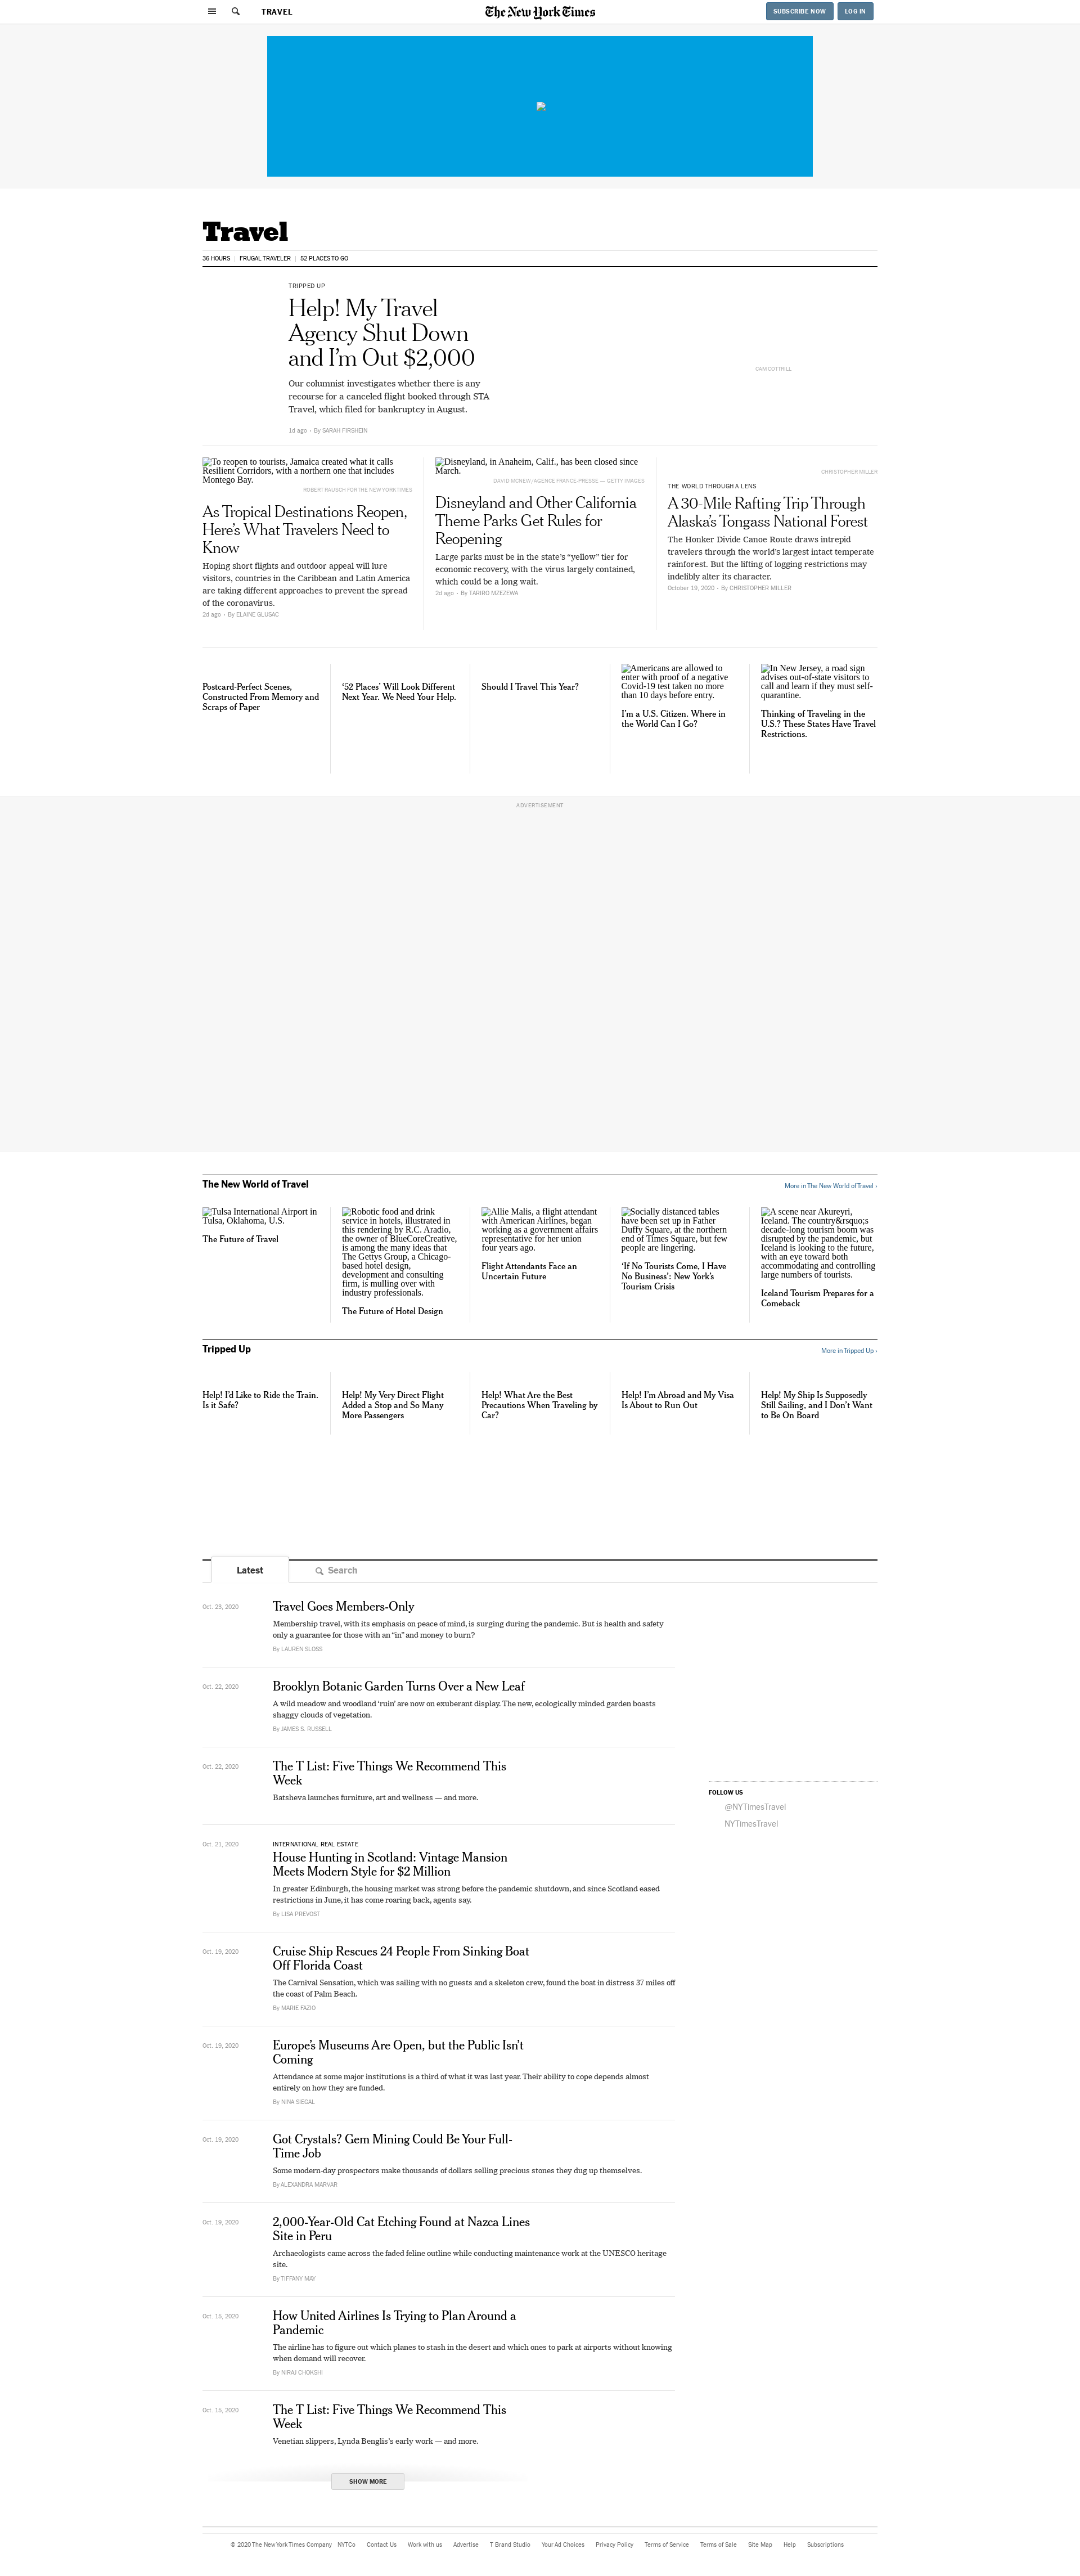 TRAVEL
The New York Times
SUBSCRIBE NOW
LOG IN
Travel
36 HOURS
FRUGAL TRAVELER
52 PLACES TO GO
TRIPPED UP
Help! My Travel
Agency Shut Down
and I’m Out $2,000
Our columnist investigates whether there is any
recourse for a canceled flight booked through STA
Travel, which filed for bankruptcy in August.
1d ago • By SARAH FIRSHEIN
CAM COTTRILL
To reopen to tourists, Jamaica created what it calls
Resilient Corridors, with a northern one that includes
Montego Bay.
ROBERT RAUSCH FOR THE NEW YORK TIMES
As Tropical Destinations Reopen,
Here’s What Travelers Need to
Know
Hoping short flights and outdoor appeal will lure
visitors, countries in the Caribbean and Latin America
are taking different approaches to prevent the spread
of the coronavirus.
2d ago • By ELAINE GLUSAC
Disneyland, in Anaheim, Calif., has been closed since
March.
DAVID MCNEW/AGENCE FRANCE-PRESSE — GETTY IMAGES
Disneyland and Other California
Theme Parks Get Rules for
Reopening
Large parks must be in the state’s “yellow” tier for
economic recovery, with the virus largely contained,
which could be a long wait.
2d ago • By TARIRO MZEZEWA
CHRISTOPHER MILLER
THE WORLD THROUGH A LENS
A 30-Mile Rafting Trip Through
Alaska’s Tongass National Forest
The Honker Divide Canoe Route draws intrepid
travelers through the world’s largest intact temperate
rainforest. But the lifting of logging restrictions may
indelibly alter its character.
October 19, 2020 • By CHRISTOPHER MILLER
Postcard-Perfect Scenes,
Constructed From Memory and
Scraps of Paper
‘52 Places’ Will Look Different
Next Year. We Need Your Help.
Should I Travel This Year?
Americans are allowed to
enter with proof of a negative
Covid-19 test taken no more
than 10 days before entry.
I’m a U.S. Citizen. Where in
the World Can I Go?
In New Jersey, a road sign
advises out-of-state visitors to
call and learn if they must self-
quarantine.
Thinking of Traveling in the
U.S.? These States Have Travel
Restrictions.
ADVERTISEMENT
The New World of Travel
More in The New World of Travel ›
Tulsa International Airport in
Tulsa, Oklahoma, U.S.
The Future of Travel
Robotic food and drink
service in hotels, illustrated in
this rendering by R.C. Aradio,
the owner of BlueCoreCreative,
is among the many ideas that
The Gettys Group, a Chicago-
based hotel design,
development and consulting
firm, is mulling over with
industry professionals.
The Future of Hotel Design
Allie Malis, a flight attendant
with American Airlines, began
working as a government affairs
representative for her union
four years ago.
Flight Attendants Face an
Uncertain Future
Socially distanced tables
have been set up in Father
Duffy Square, at the northern
end of Times Square, but few
people are lingering.
‘If No Tourists Come, I Have
No Business’: New York’s
Tourism Crisis
A scene near Akureyri,
Iceland. The country&rsquo;s
decade-long tourism boom was
disrupted by the pandemic, but
Iceland is looking to the future,
with an eye toward both
accommodating and controlling
large numbers of tourists.
Iceland Tourism Prepares for a
Comeback
Tripped Up
More in Tripped Up ›
Help! I’d Like to Ride the Train.
Is it Safe?
Help! My Very Direct Flight
Added a Stop and So Many
More Passengers
Help! What Are the Best
Precautions When Traveling by
Car?
Help! I’m Abroad and My Visa
Is About to Run Out
Help! My Ship Is Supposedly
Still Sailing, and I Don’t Want
to Be On Board
Latest
Search
Oct. 23, 2020
Travel Goes Members-Only
Membership travel, with its emphasis on peace of mind, is surging during the pandemic. But is health and safety
only a guarantee for those with an “in” and money to burn?
By LAUREN SLOSS
Oct. 22, 2020
Brooklyn Botanic Garden Turns Over a New Leaf
A wild meadow and woodland ‘ruin’ are now on exuberant display. The new, ecologically minded garden boasts
shaggy clouds of vegetation.
By JAMES S. RUSSELL
Oct. 22, 2020
The T List: Five Things We Recommend This
Week
Batsheva launches furniture, art and wellness — and more.
FOLLOW US
@NYTimesTravel
NYTimesTravel
Oct. 21, 2020
INTERNATIONAL REAL ESTATE
House Hunting in Scotland: Vintage Mansion
Meets Modern Style for $2 Million
In greater Edinburgh, the housing market was strong before the pandemic shutdown, and since Scotland eased
restrictions in June, it has come roaring back, agents say.
By LISA PREVOST
Oct. 19, 2020
Cruise Ship Rescues 24 People From Sinking Boat
Off Florida Coast
The Carnival Sensation, which was sailing with no guests and a skeleton crew, found the boat in distress 37 miles off
the coast of Palm Beach.
By MARIE FAZIO
Oct. 19, 2020
Europe’s Museums Are Open, but the Public Isn’t
Coming
Attendance at some major institutions is a third of what it was last year. Their ability to cope depends almost
entirely on how they are funded.
By NINA SIEGAL
Oct. 19, 2020
Got Crystals? Gem Mining Could Be Your Full-
Time Job
Some modern-day prospectors make thousands of dollars selling precious stones they dug up themselves.
By ALEXANDRA MARVAR
Oct. 19, 2020
2,000-Year-Old Cat Etching Found at Nazca Lines
Site in Peru
Archaeologists came across the faded feline outline while conducting maintenance work at the UNESCO heritage
site.
By TIFFANY MAY
Oct. 15, 2020
How United Airlines Is Trying to Plan Around a
Pandemic
The airline has to figure out which planes to stash in the desert and which ones to park at airports without knowing
when demand will recover.
By NIRAJ CHOKSHI
Oct. 15, 2020
The T List: Five Things We Recommend This
Week
Venetian slippers, Lynda Benglis’s early work — and more.
SHOW MORE
© 2020 The New York Times Company NYTCo Contact Us Work with us Advertise T Brand Studio Your Ad Choices Privacy Policy Terms of Service Terms of Sale Site Map Help Subscriptions